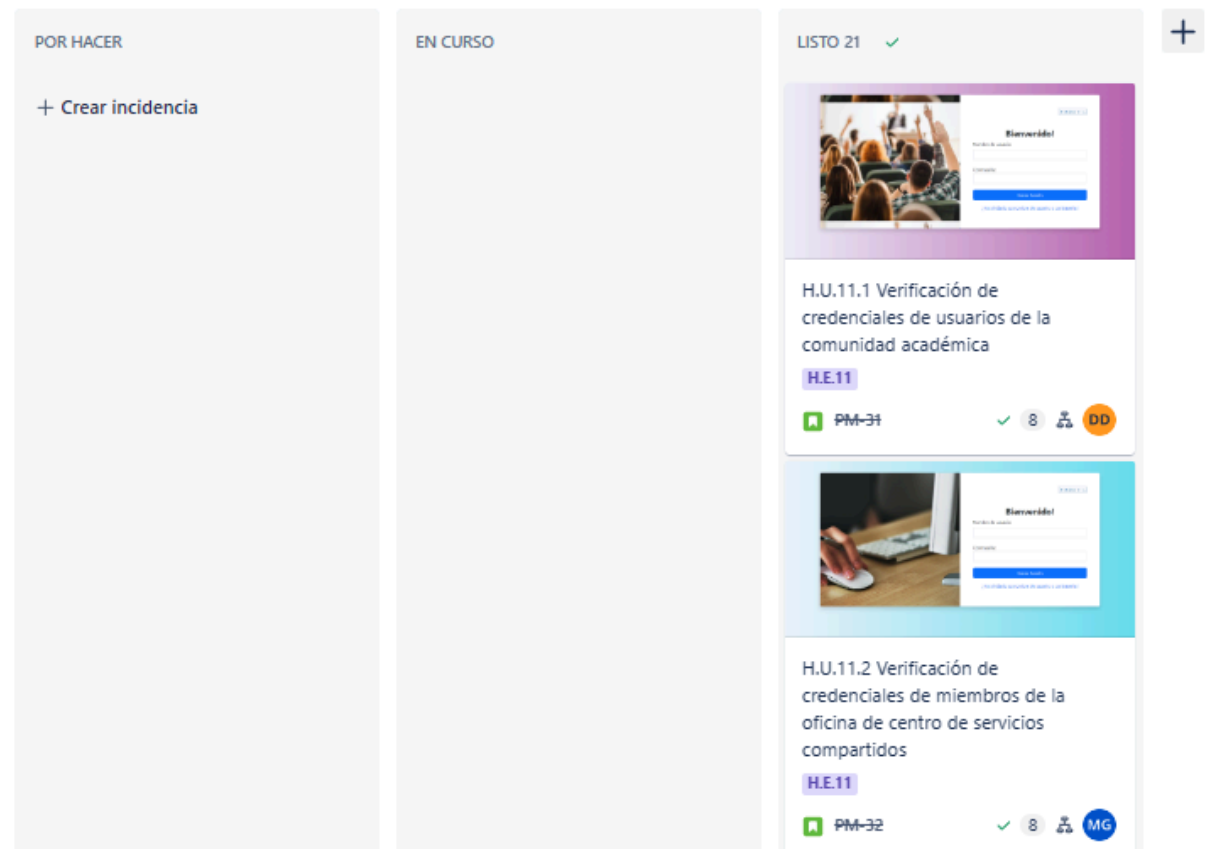 POR HACER
EN CURSO
LISTO 21
+ Crear incidencia
Bienvenido!
H.U.11.1 Verificación de
credenciales de usuarios de la
comunidad académica
H.E.11
PM-31
8
DD
Bienvenido!
H.U.11.2 Verificación de
credenciales de miembros de la
oficina de centro de servicios
compartidos
H.E.11
PM-32
8
MG